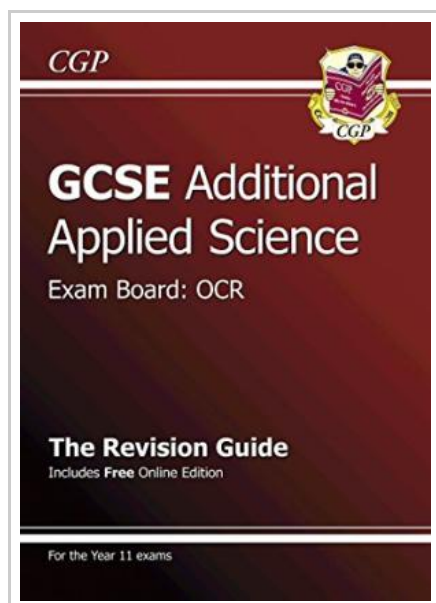 CGP
CGP
CGP
GCSE Additional
Applied Science
Exam Board: OCR
The Revision Guide
Includes Free Online Edition
For the Year 11 exams